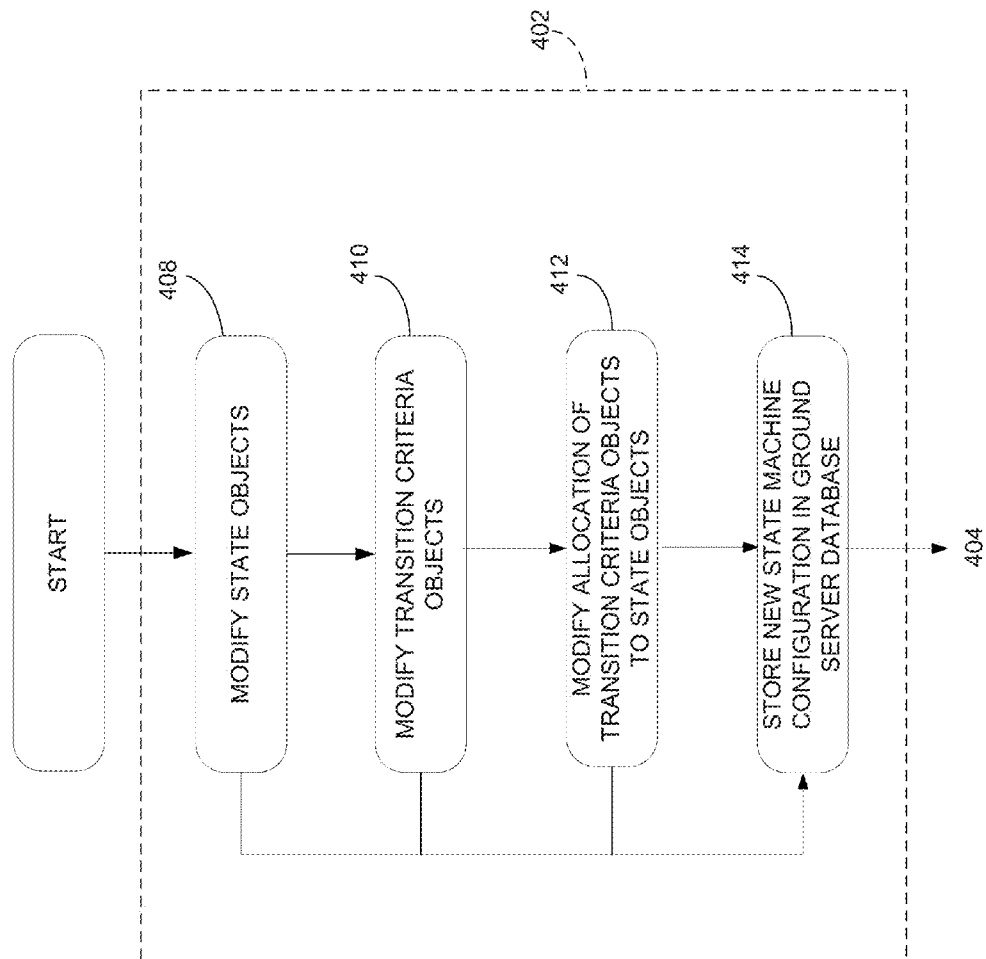 START
402
408
MODIFY STATE OBJECTS
410
MODIFY TRANSITION CRITERIA
OBJECTS
412
MODIFY ALLOCATION OF
TRANSITION CRITERIA OBJECTS
TO STATE OBJECTS
414
STORE NEW STATE MACHINE
CONFIGURATION IN GROUND
SERVER DATABASE
404